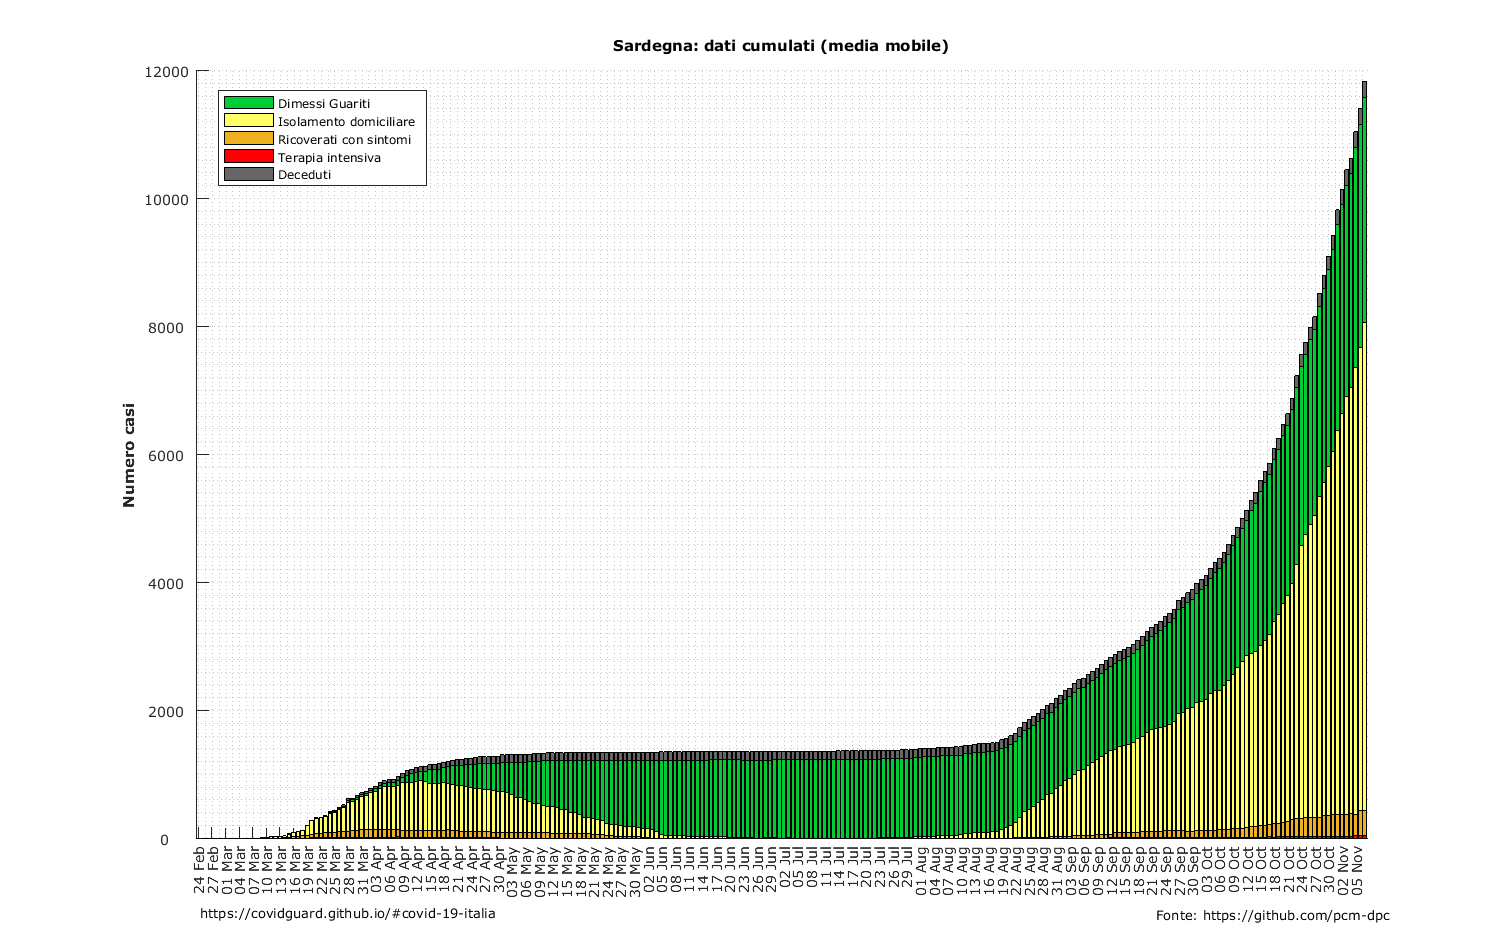 Sardegna: dati cumulati (media mobile)
12000
10000
8000
6000
4000
2000
0
Numero casi
Dimessi Guariti
Isolamento domiciliare
Ricoverati con sintomi
Terapia intensiva
Deceduti
24 Feb
27 Feb
01 Mar
04 Mar
07 Mar
10 Mar
13 Mar
16 Mar
19 Mar
22 Mar
25 Mar
28 Mar
31 Mar
03 Apr
06 Apr
09 Apr
12 Apr
15 Apr
18 Apr
21 Apr
24 Apr
27 Apr
30 Apr
03 May
06 May
09 May
12 May
15 May
18 May
21 May
24 May
27 May
30 May
02 Jun
05 Jun
08 Jun
11 Jun
14 Jun
17 Jun
20 Jun
23 Jun
26 Jun
29 Jun
02 Jul
05 Jul
08 Jul
11 Jul
14 Jul
17 Jul
20 Jul
23 Jul
26 Jul
29 Jul
01 Aug
04 Aug
07 Aug
10 Aug
13 Aug
16 Aug
19 Aug
22 Aug
25 Aug
28 Aug
31 Aug
03 Sep
06 Sep
09 Sep
12 Sep
15 Sep
18 Sep
21 Sep
24 Sep
27 Sep
30 Sep
03 Oct
06 Oct
09 Oct
12 Oct
15 Oct
18 Oct
21 Oct
24 Oct
27 Oct
30 Oct
02 Nov
05 Nov
https://covidguard.github.io/#covid-19-italia
Fonte: https://github.com/pcm-dpc